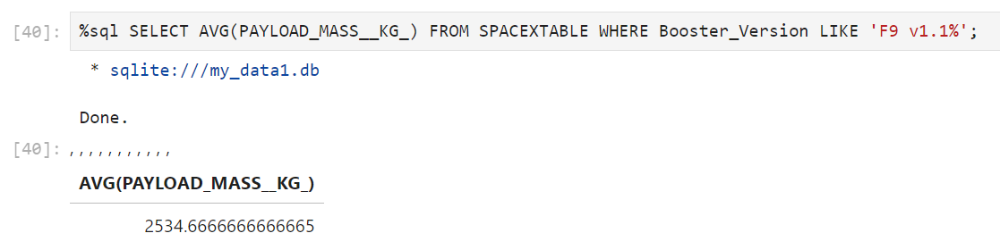 [40]: %sql SELECT AVG(PAYLOAD_MASS__KG_) FROM SPACEXTABLE WHERE Booster_Version LIKE 'F9 v1.1%';
* sqlite:///my_data1.db
Done.
[40]: ,,,,,,,,,,,
AVG(PAYLOAD_MASS__KG_)
2534.6666666666665